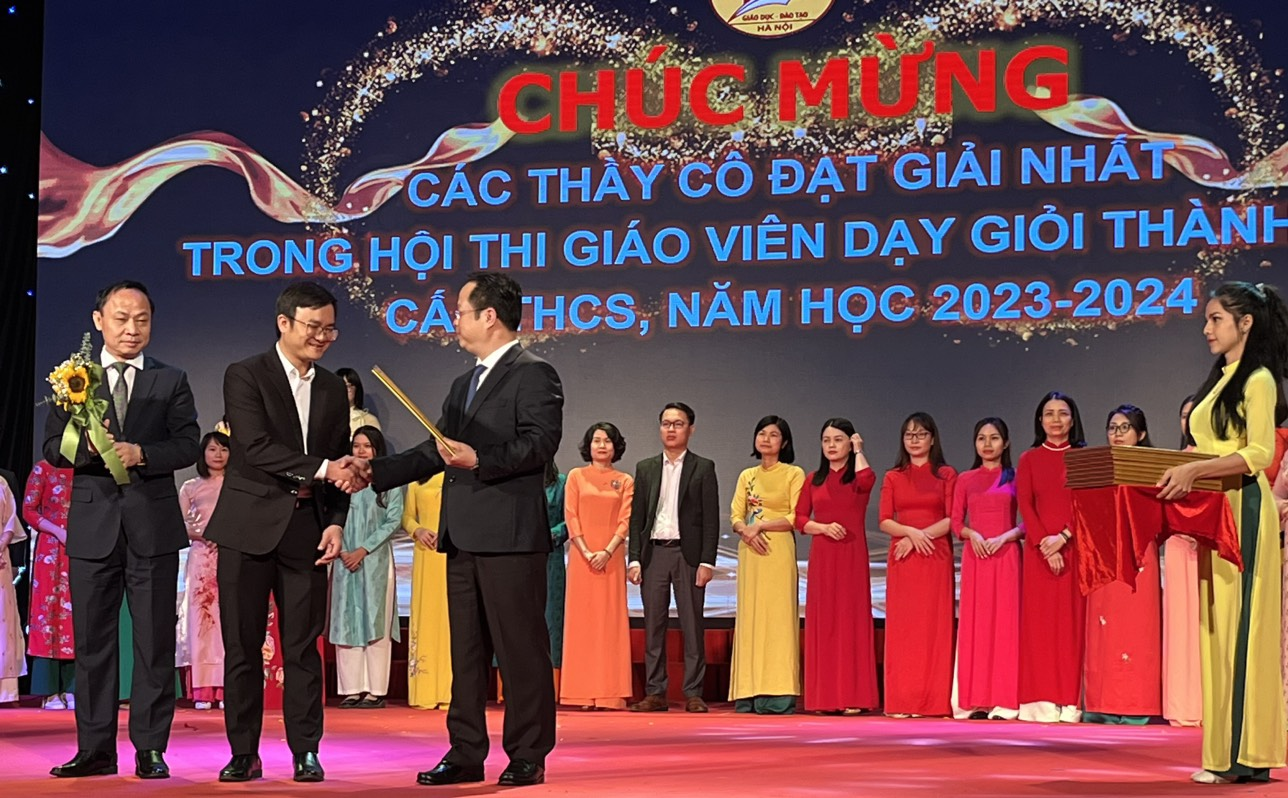 GIÁO DỤC - ĐÀO TẠO
HÀ NỘI
CHÚC MỪNG
CÁC THẦY CÔ ĐẠT GIẢI NHẤT
TRONG HỘI THI GIÁO VIÊN DẠY GIỎI THÀNH
THCS, NĂM HỌC 2023-2024